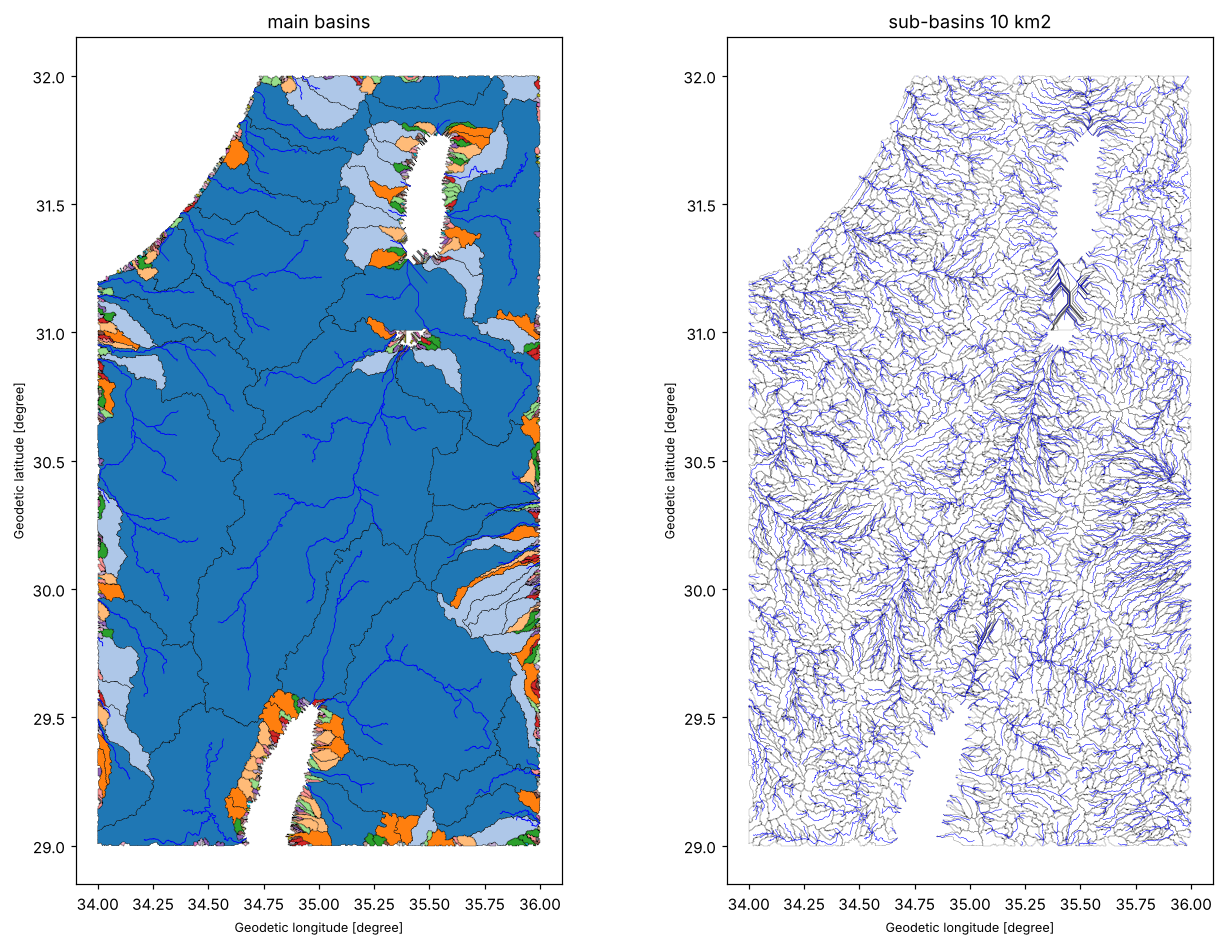 main basins
32.0
31.5
31.0
30.5
30.0
29.5
29.0
Geodetic latitude [degree]
34.00 34.25 34.50 34.75 35.00 35.25 35.50 35.75 36.00
Geodetic longitude [degree]
sub-basins 10 km2
32.0
31.5
31.0
30.5
30.0
29.5
29.0
Geodetic latitude [degree]
34.00 34.25 34.50 34.75 35.00 35.25 35.50 35.75 36.00
Geodetic longitude [degree]